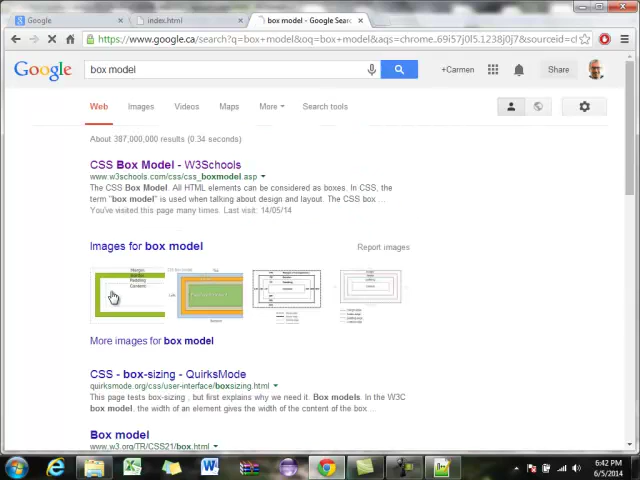 Google
index.html
box model - Google Sear
https://www.google.ca/search?q=box+model&oq=box+model&aqs=chrome..69i57j0l5.1238j0j7&sourceid=c
Google
box model
+Carmen
Share
Web
Images
Videos
Maps
More
Search tools
About 387,000,000 results (0.34 seconds)
CSS Box Model - W3Schools
www.w3schools.com/css/css_boxmodel.asp
The CSS Box Model. All HTML elements can be considered as boxes. In CSS, the
term "box model" is used when talking about design and layout. The CSS box ...
You've visited this page many times. Last visit: 14/05/14
Images for box model
Report images
Margin
Padding
Content
More images for box model
CSS - box-sizing - QuirksMode
quirksmode.org/css/user-interface/boxsizing.html
This page tests box-sizing , but first explains why we need it. Box models. In the W3C
box model, the width of an element gives the width of the content of the box ...
Box model
www.w3.org/TR/CSS21/box.html
6:42 PM
6/5/2014